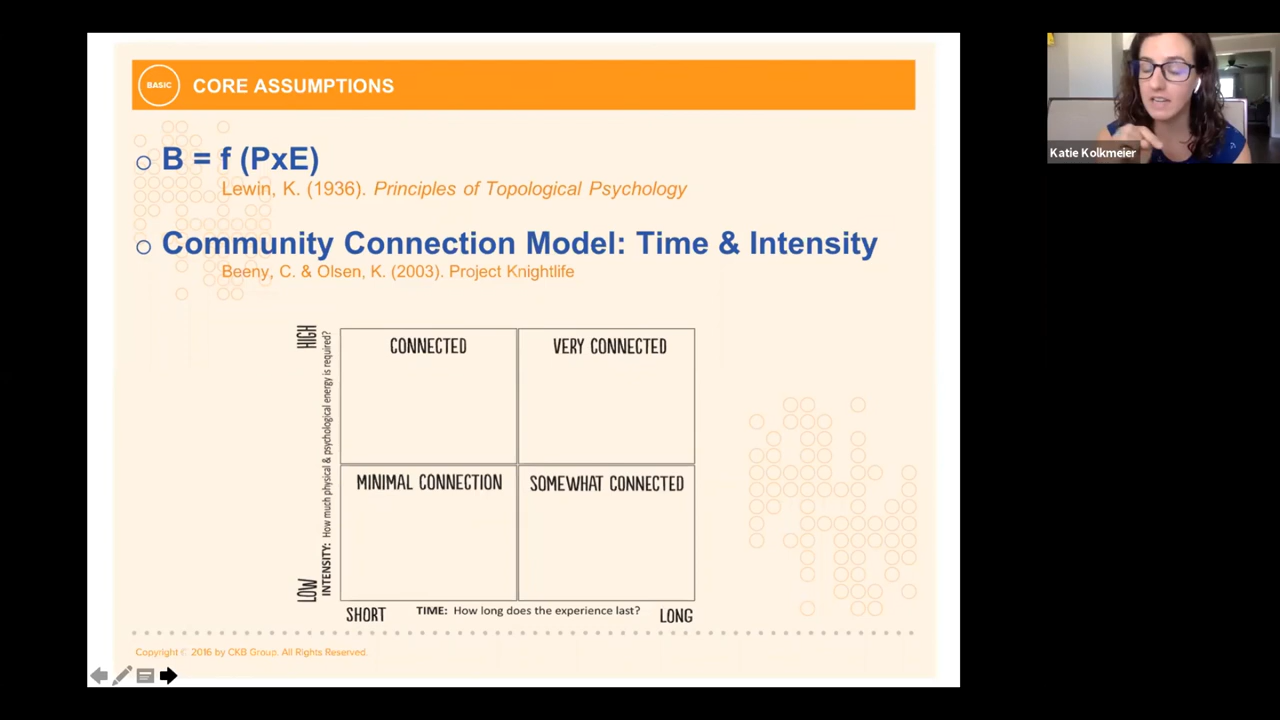 BASIC
CORE ASSUMPTIONS
B = f (PxE)
Lewin, K. (1936). Principles of Topological Psychology
Community Connection Model: Time & Intensity
Beeny, C. & Olsen, K. (2003). Project Knightlife
HIGH
LOW
INTENSITY: How much physical & psychological energy is required?
CONNECTED
VERY CONNECTED
MINIMAL CONNECTION
SOMEWHAT CONNECTED
SHORT
TIME: How long does the experience last?
LONG
Copyright © 2016 by CKB Group. All Rights Reserved.
Katie Kolkmeier